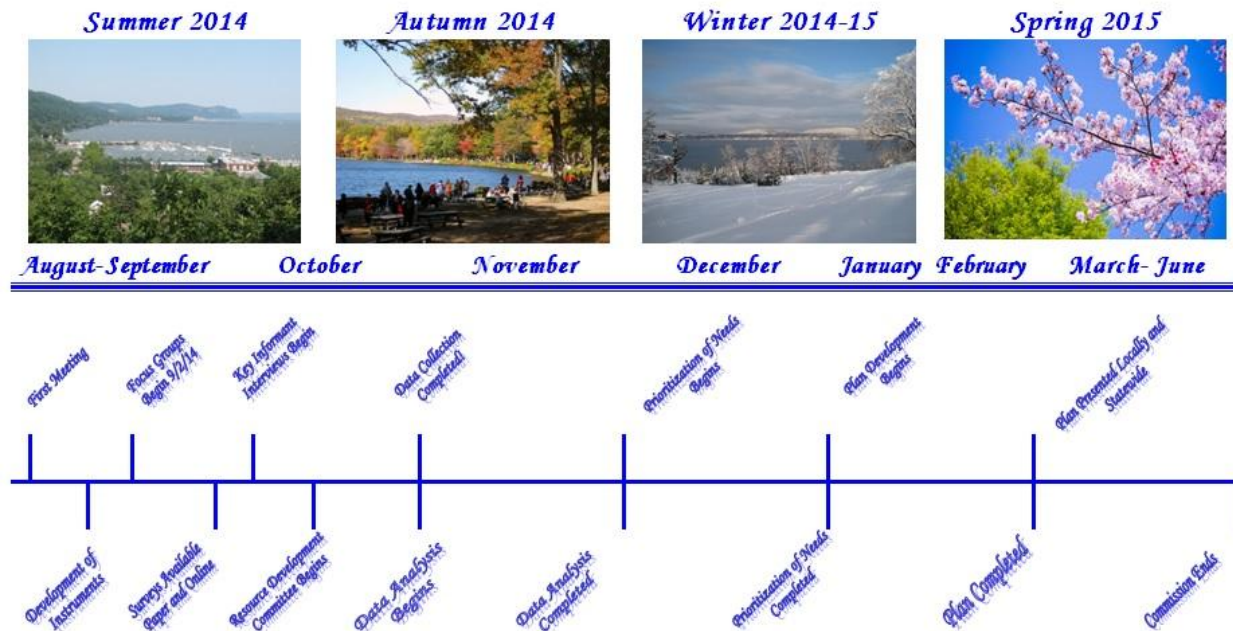 Summer 2014
Autumn 2014
Winter 2014-15
Spring 2015
August-September
October
November
December
January
February
March- June
First Meeting
Focus Groups
Begin 9/2/14
Key Informant
Interviews Begin
Data Collection
Completed!
Prioritization of Needs
Begins
Plan Development
Begins
Plan Presented Locally and
Statewide
Development of
Instruments
Surveys Available
Paper and Online
Resource Development
Committee Begins
Data Analysis
Begins
Data Analysis
Completed
Prioritization of Needs
Completed
Plan Completed
Commission Ends